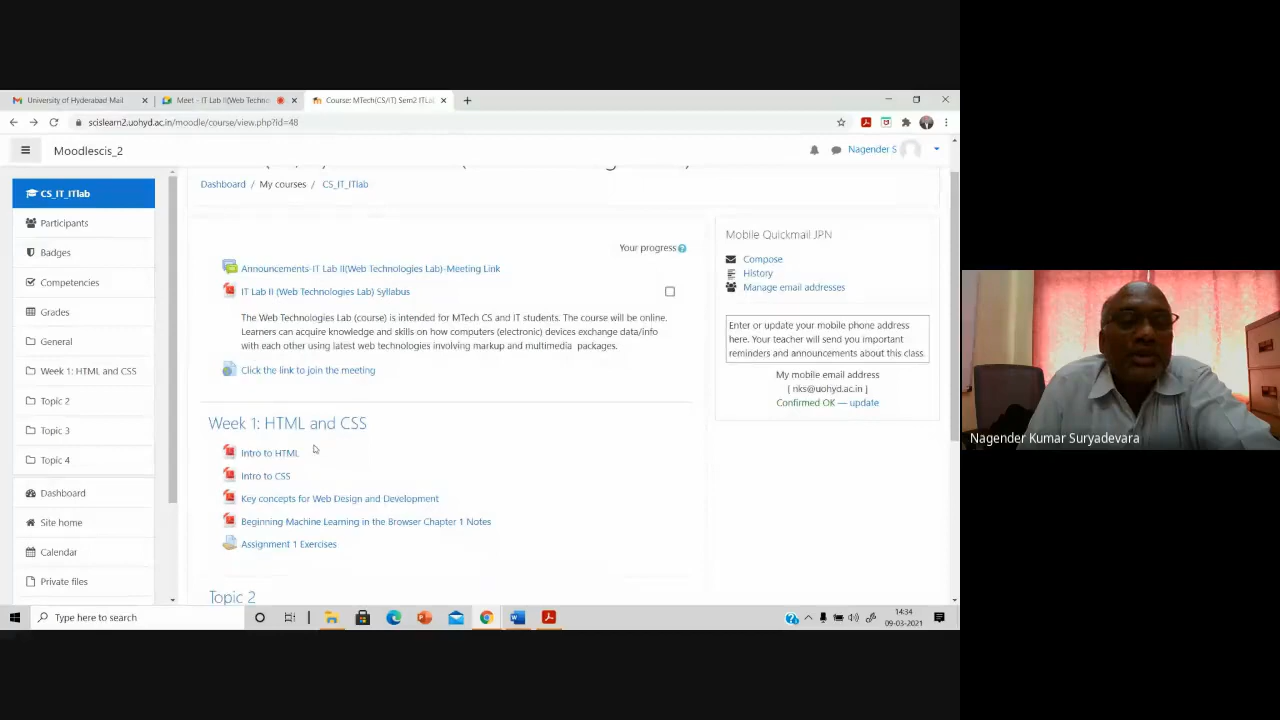 University of Hyderabad Mail
Meet - IT Lab II(Web Techno
Course: MTech(CS/IT) Sem2 ITLa
scislearn2.uohyd.ac.in/moodle/course/view.php?id=48
Moodlescis_2
Nagender S
CS_IT_ITlab
Participants
Badges
Competencies
Grades
General
Week 1: HTML and CSS
Topic 2
Topic 3
Topic 4
Dashboard
Site home
Calendar
Private files
Dashboard / My courses / CS_IT_ITlab
Your progress
Announcements-IT Lab II(Web Technologies Lab)-Meeting Link
IT Lab II (Web Technologies Lab) Syllabus
The Web Technologies Lab (course) is intended for MTech CS and IT students. The course will be online.
Learners can acquire knowledge and skills on how computers (electronic) devices exchange data/info
with each other using latest web technologies involving markup and multimedia packages.
Click the link to join the meeting
Week 1: HTML and CSS
Intro to HTML
Intro to CSS
Key concepts for Web Design and Development
Beginning Machine Learning in the Browser Chapter 1 Notes
Assignment 1 Exercises
Topic 2
Mobile Quickmail JPN
Compose
History
Manage email addresses
Enter or update your mobile phone address
here. Your teacher will send you important
reminders and announcements about this class.
My mobile email address
[ nks@uohyd.ac.in ]
Confirmed OK — update
Type here to search
14:34
09-03-2021
Nagender Kumar Suryadevara